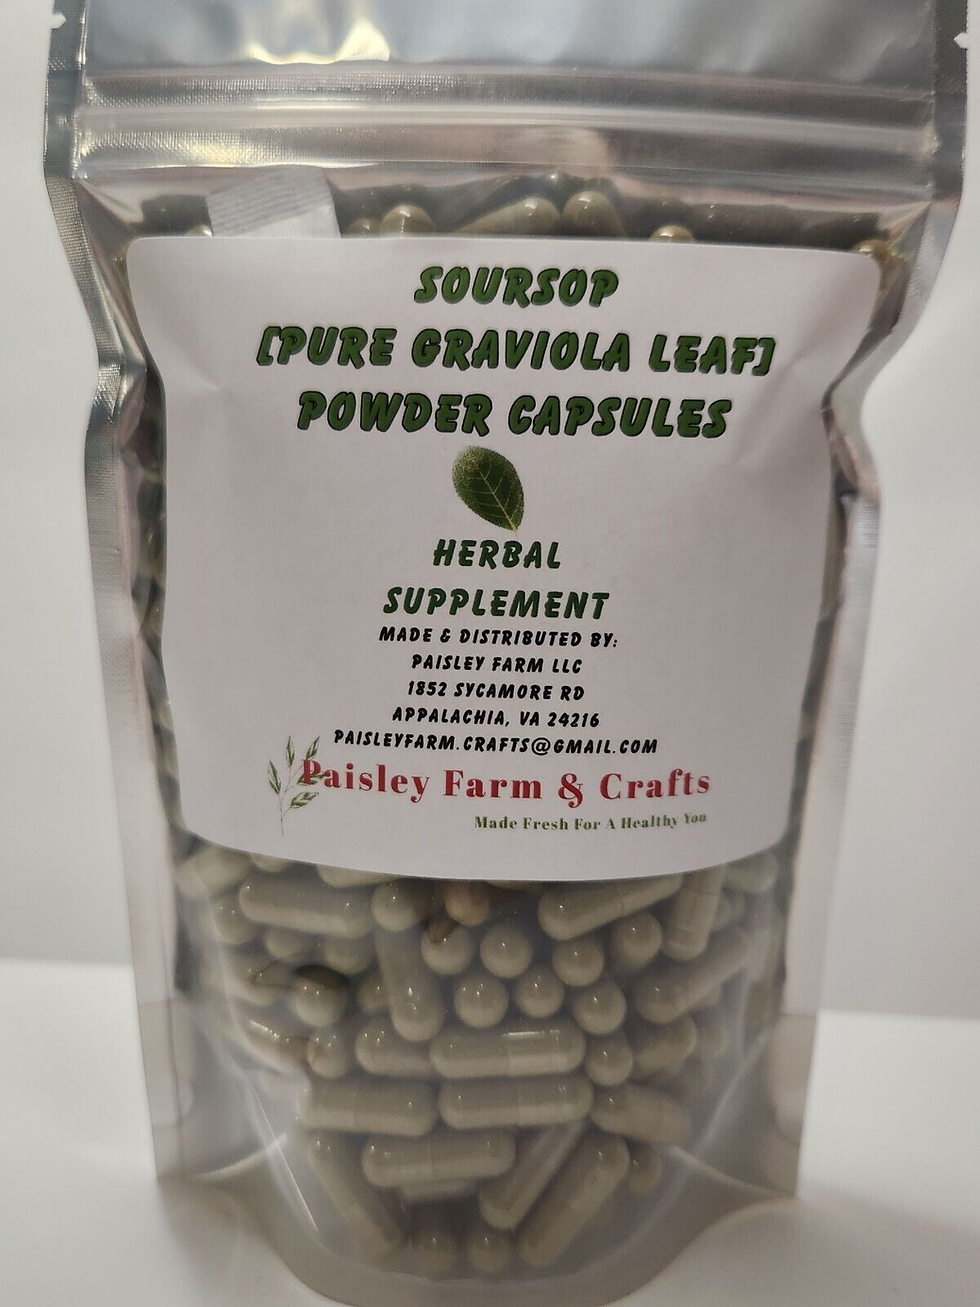 SOURSOP
[PURE GRAVIOLA LEAF]
POWDER CAPSULES
HERBAL
SUPPLEMENT
MADE & DISTRIBUTED BY:
PAISLEY FARM LLC
1852 SYCAMORE RD
APPALACHIA, VA 24216
PAISLEYFARM.CRAFTS@GMAIL.COM
Paisley Farm & Crafts
Made Fresh For A Healthy You